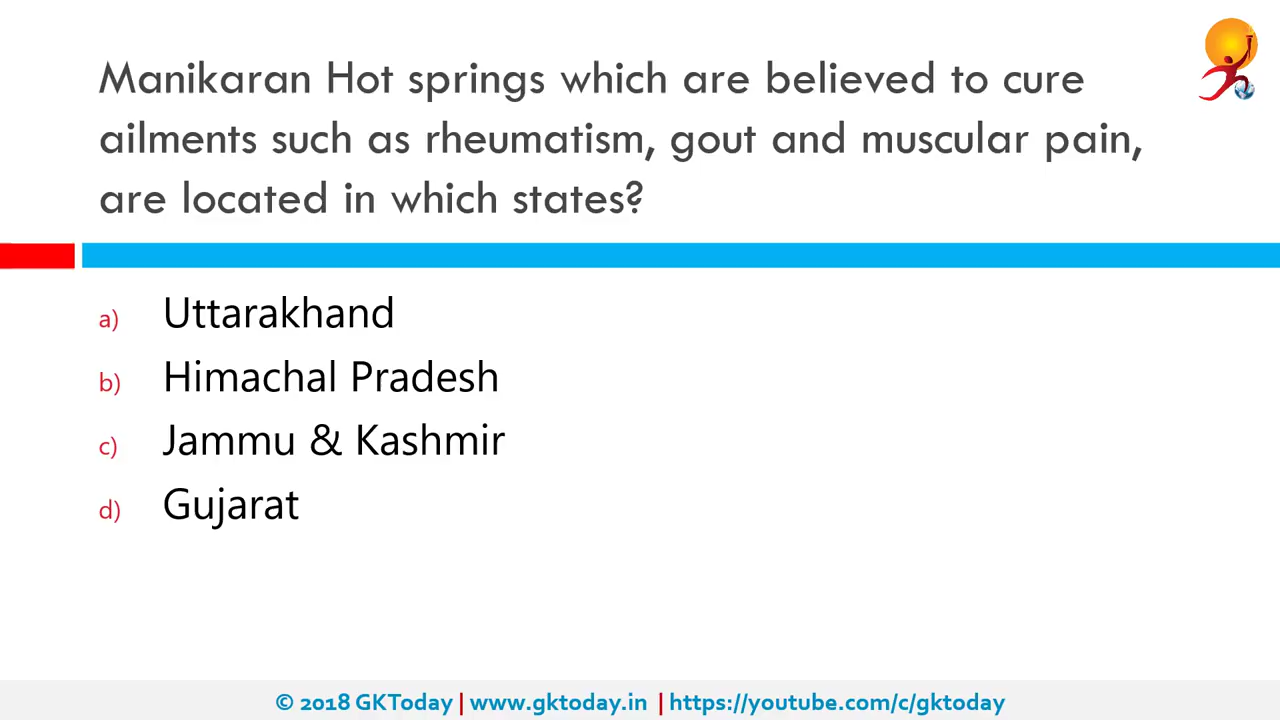 Manikaran Hot springs which are believed to cure
ailments such as rheumatism, gout and muscular pain,
are located in which states?
a) Uttarakhand
b) Himachal Pradesh
c) Jammu & Kashmir
d) Gujarat
© 2018 GKToday | www.gktoday.in | https://youtube.com/c/gktoday